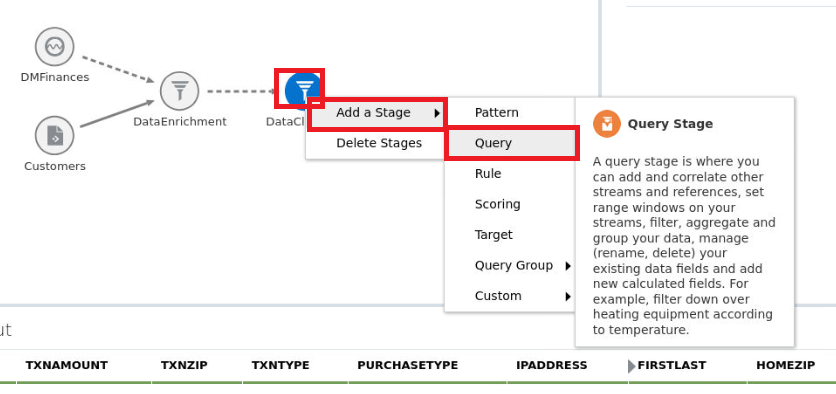 DMFinances
DataEnrichment
Customers
Add a Stage
Delete Stages
Pattern
Query
Rule
Scoring
Target
Query Group
Custom
Query Stage
A query stage is where you
can add and correlate other
streams and references, set
range windows on your
streams, filter, aggregate and
group your data, manage
(rename, delete) your
existing data fields and add
new calculated fields. For
example, filter down over
heating equipment according
to temperature.
TXNAMOUNT TXNZIP TXNTYPE PURCHASETYPE IPADDRESS FIRSTLAST HOMEZIP